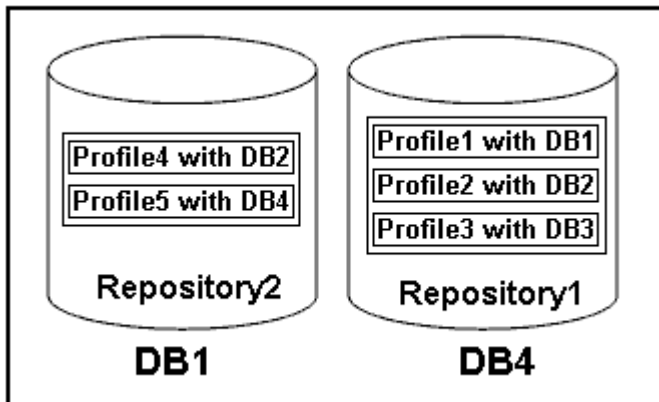 Profile4 with DB2
Profile5 with DB4
Repository2
DB1
Profile1 with DB1
Profile2 with DB2
Profile3 with DB3
Repository1
DB4